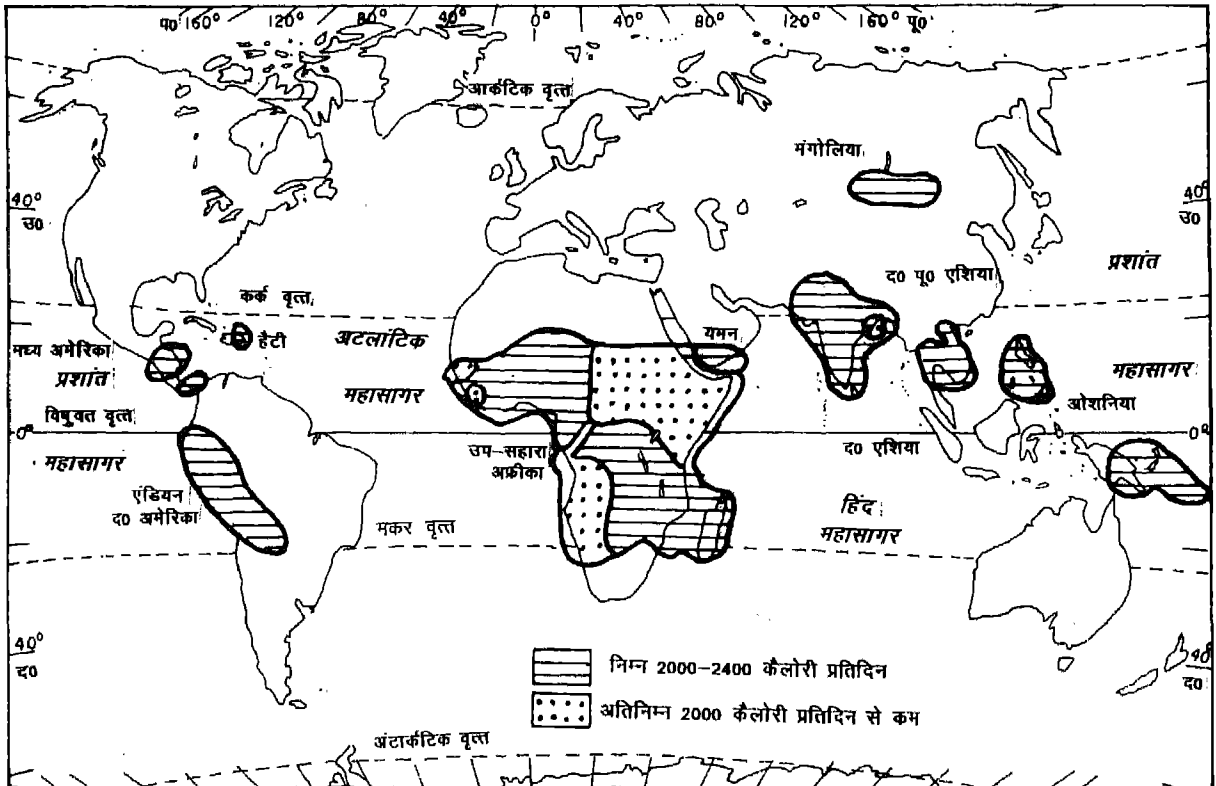 प0 160° 120° 80° 40° 0° 40° 80° 120° 160° पू0
आर्कटिक वृत्त
मंगोलिया
40°
उ0
40°
उ0
द0 पू0 एशिया
प्रशांत
कर्क वृत्त
हैटी
अटलांटिक
यमन
मध्य अमेरिका
प्रशांत
महासागर
महासागर
ओशनिया
विषुवत वृत्त
0°
0°
महासागर
उप-सहारा
अफ्रीका
द0 एशिया
एंडियन
द0 अमेरिका
मकर वृत्त
हिंद
महासागर
40°
द0
40°
द0
निम्न 2000-2400 कैलोरी प्रतिदिन
अतिनिम्न 2000 कैलोरी प्रतिदिन से कम
अंटार्कटिक वृत्त